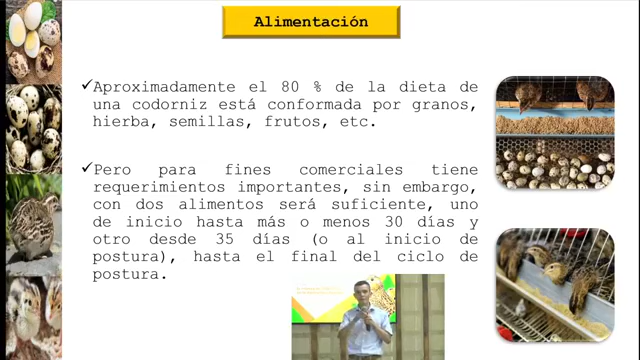 Alimentación
✓Aproximadamente el 80 % de la dieta de
una codorniz está conformada por granos,
hierba, semillas, frutos, etc.
✓Pero para fines comerciales tiene
requerimientos importantes, sin embargo,
con dos alimentos será suficiente, uno
de inicio hasta más o menos 30 días y
otro desde 35 días (o al inicio de
postura), hasta el final del ciclo de
postura.